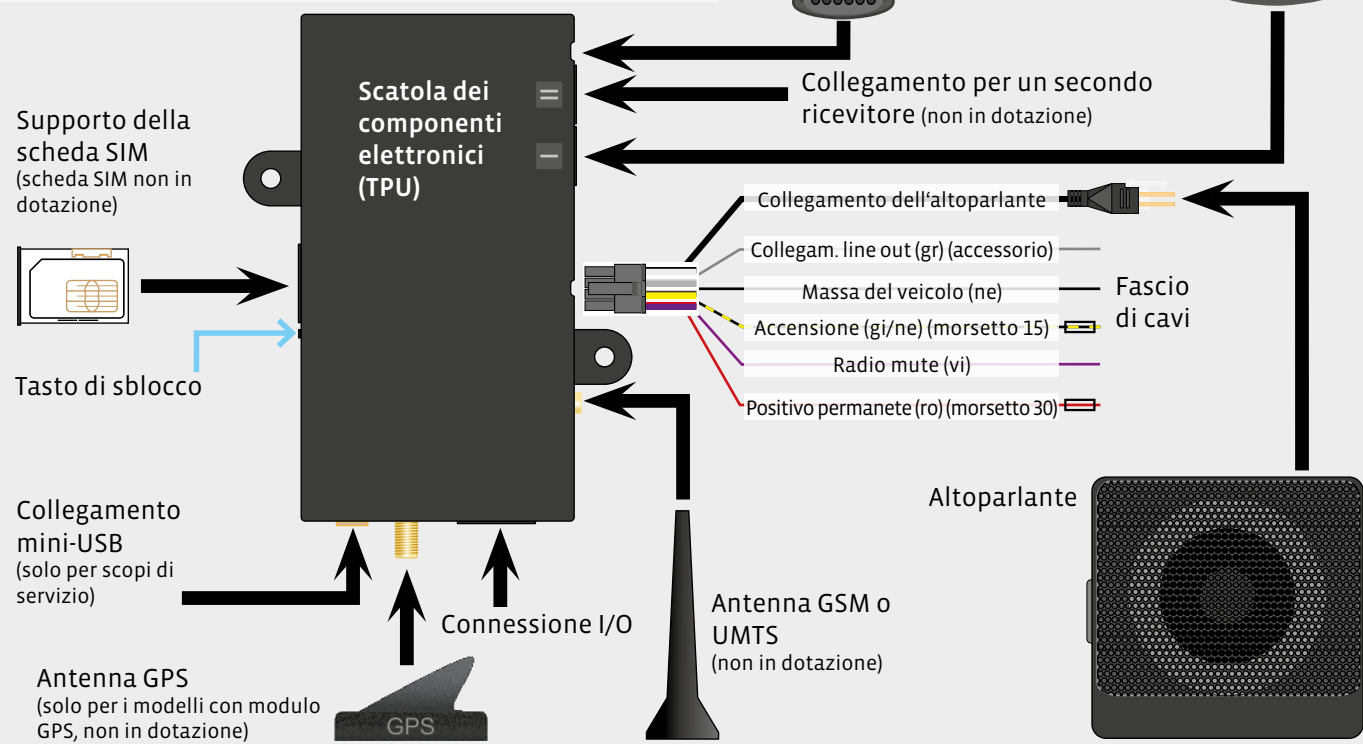 Scatola dei
componenti
elettronici
(TPU)
Collegamento per un secondo
ricevitore (non in dotazione)
Supporto della
scheda SIM
(scheda SIM non in
dotazione)
Tasto di sblocco
Collegamento dell‘altoparlante
Collegam. line out (gr) (accessorio)
Massa del veicolo (ne)
Accensione (gi/ne) (morsetto 15)
Radio mute (vi)
Positivo permanete (ro) (morsetto 30)
Fascio
di cavi
Collegamento
mini-USB
(solo per scopi di
servizio)
Connessione I/O
Antenna GSM o
UMTS
(non in dotazione)
Altoparlante
Antenna GPS
(solo per i modelli con modulo
GPS, non in dotazione)
GPS